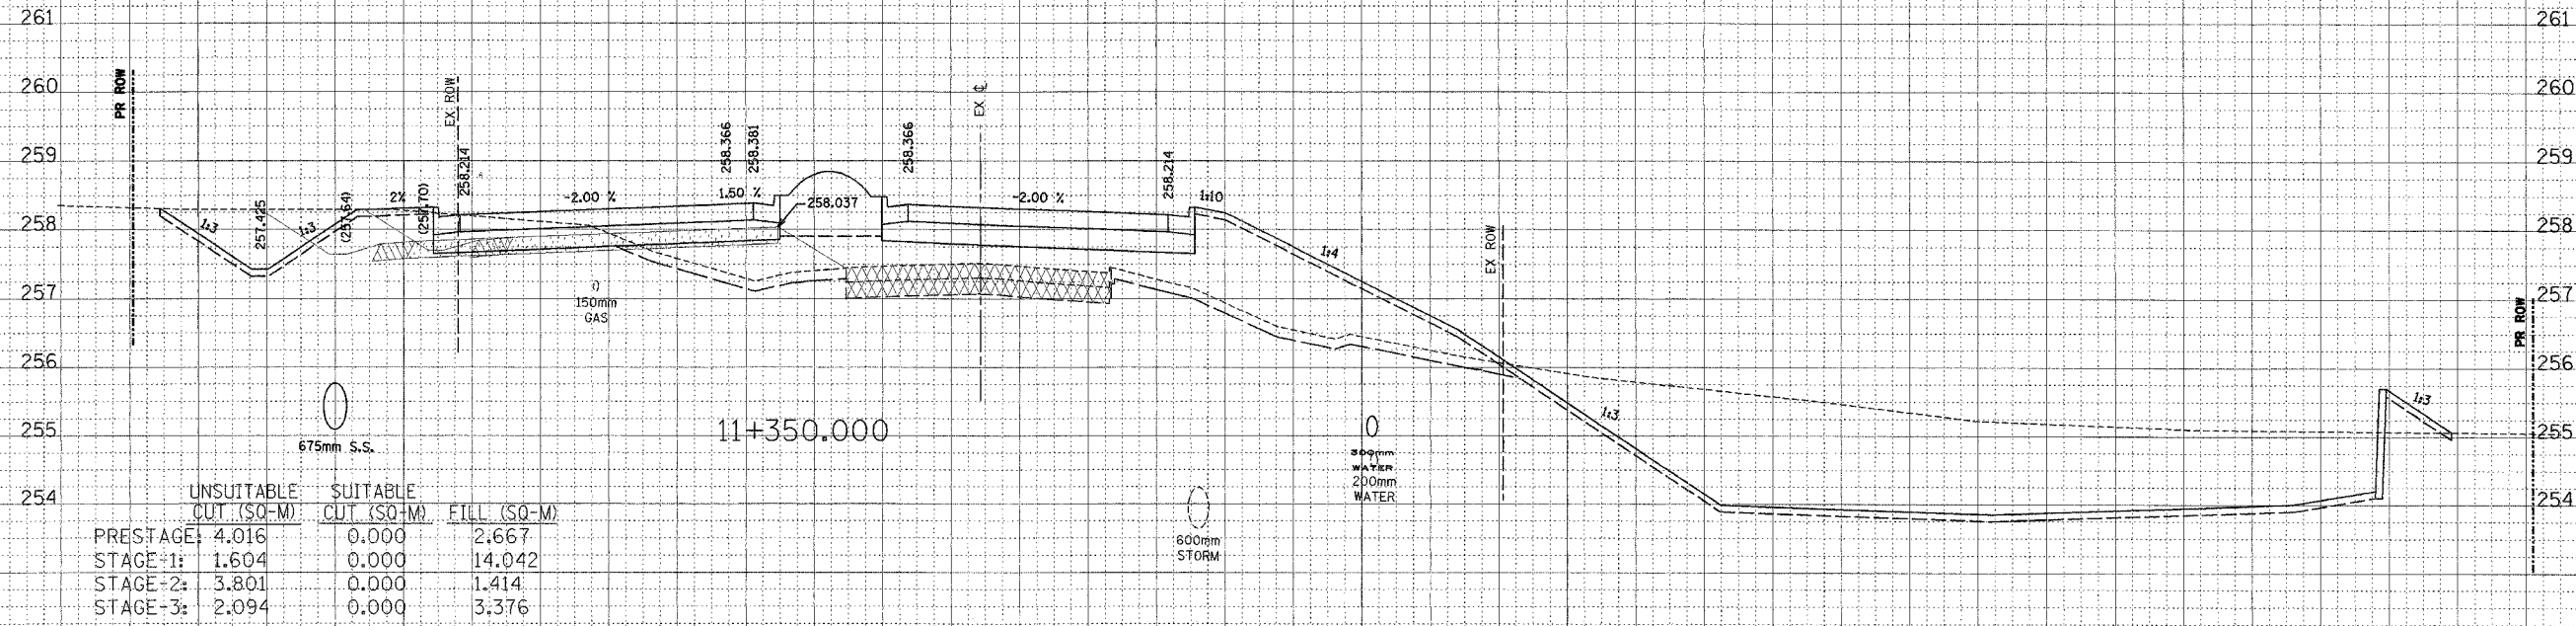 261 261
260 260
259 259
258 258
257 257
256 256
255 255
254 254
PR ROW
EX ROW
EX ℄
EX ROW
PR ROW
1:3
257.425
1:3
(257.64)
2%
(257.70)
258.214
-2.00 %
258.366
258.381
1.50 %
258.037
258.366
-2.00 %
258.214
1:10
1:4
1:3
1:3
150mm
GAS
675mm S.S.
11+350.000
300mm
WATER
200mm
WATER
600mm
STORM
UNSUITABLE SUITABLE
CUT (SQ-M) CUT (SQ-M) FILL (SQ-M)
PRESTAGE: 4.016 0.000 2.667
STAGE-1: 1.604 0.000 14.042
STAGE-2: 3.801 0.000 1.414
STAGE-3: 2.094 0.000 3.376